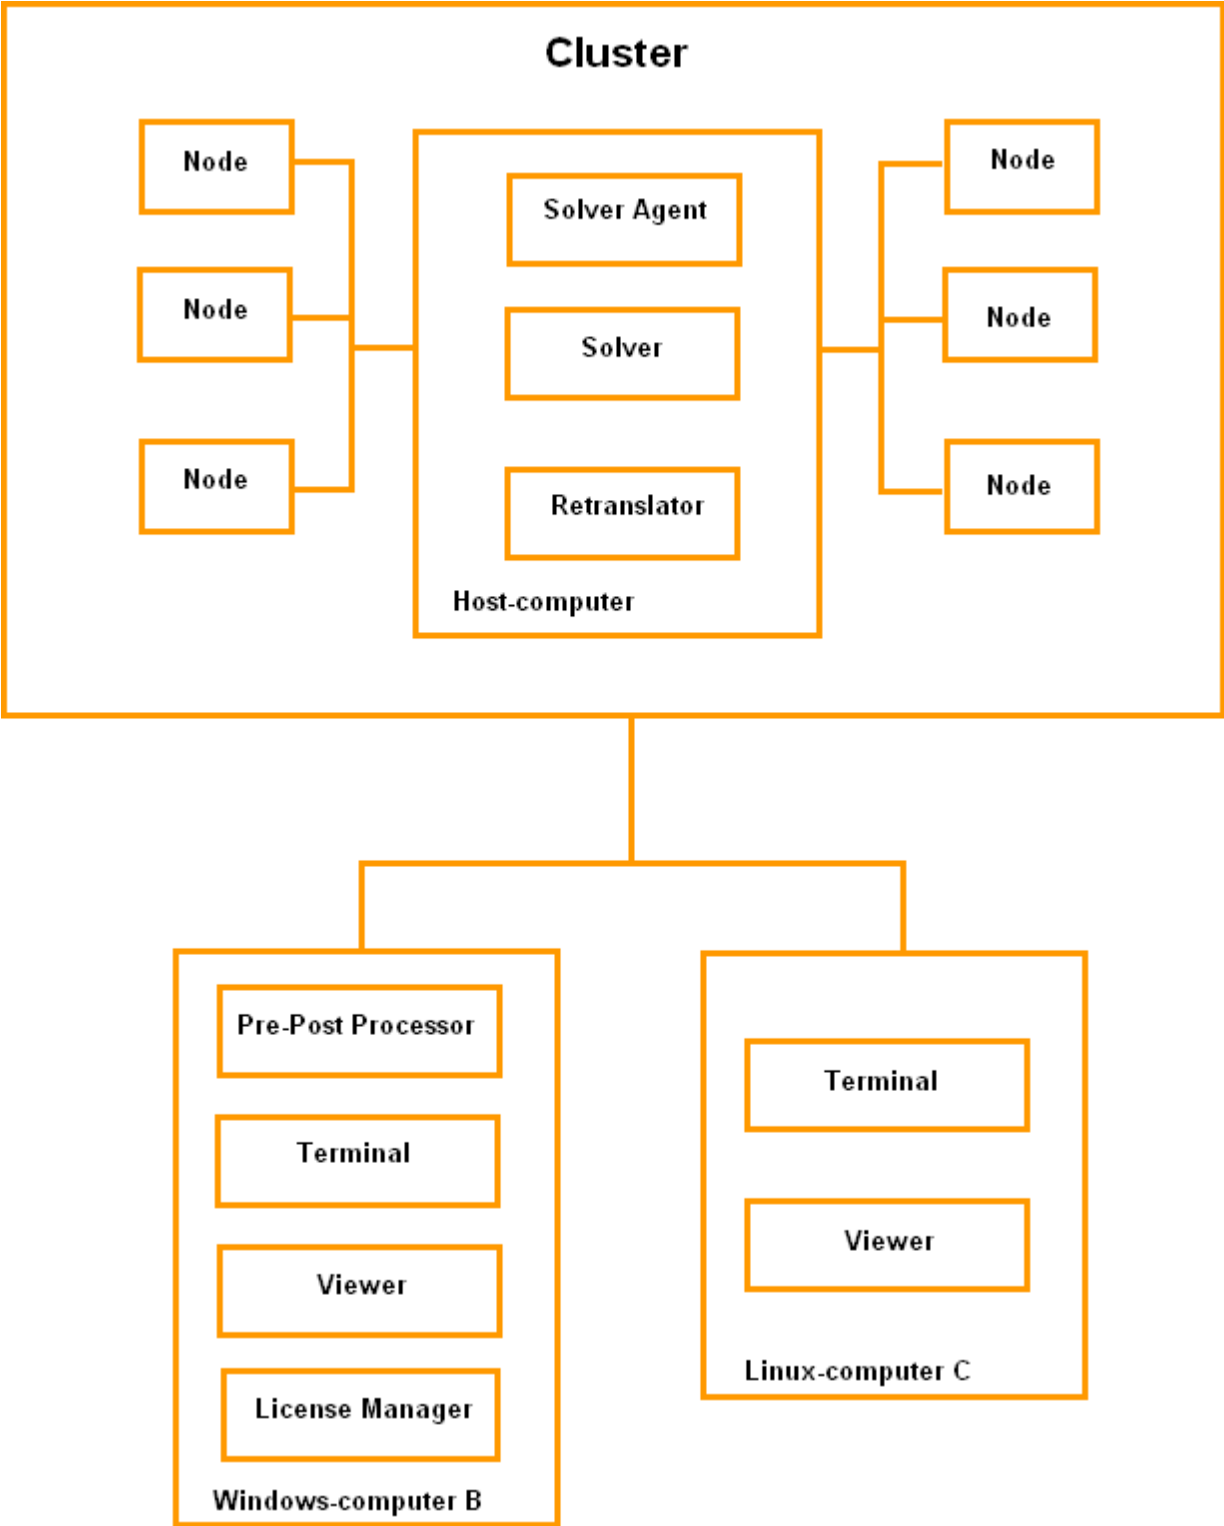 Cluster
Node
Node
Node
Solver Agent
Solver
Retranslator
Host-computer
Node
Node
Node
Pre-Post Processor
Terminal
Viewer
License Manager
Windows-computer B
Terminal
Viewer
Linux-computer C